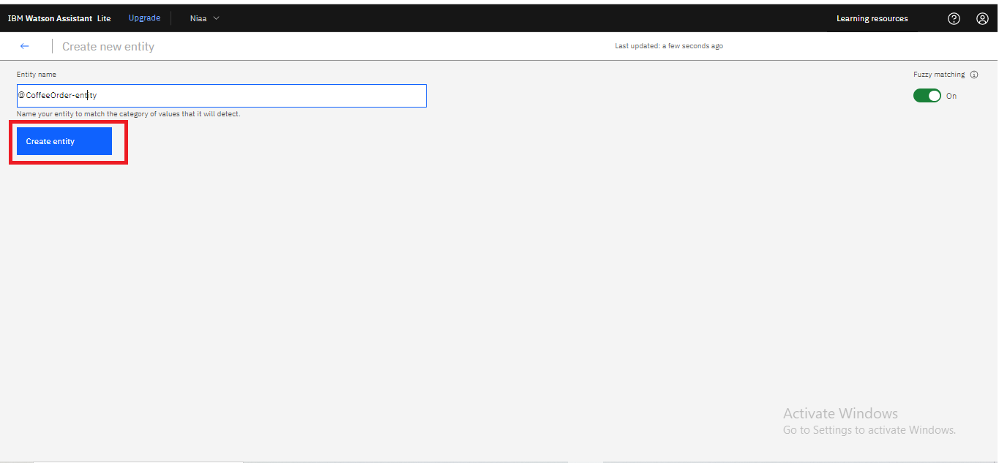 IBM Watson Assistant Lite Upgrade Niaa Learning resources
Create new entity Last updated: a few seconds ago
Entity name Fuzzy matching
@CoffeeOrder-entity On
Name your entity to match the category of values that it will detect.
Create entity
Activate Windows
Go to Settings to activate Windows.